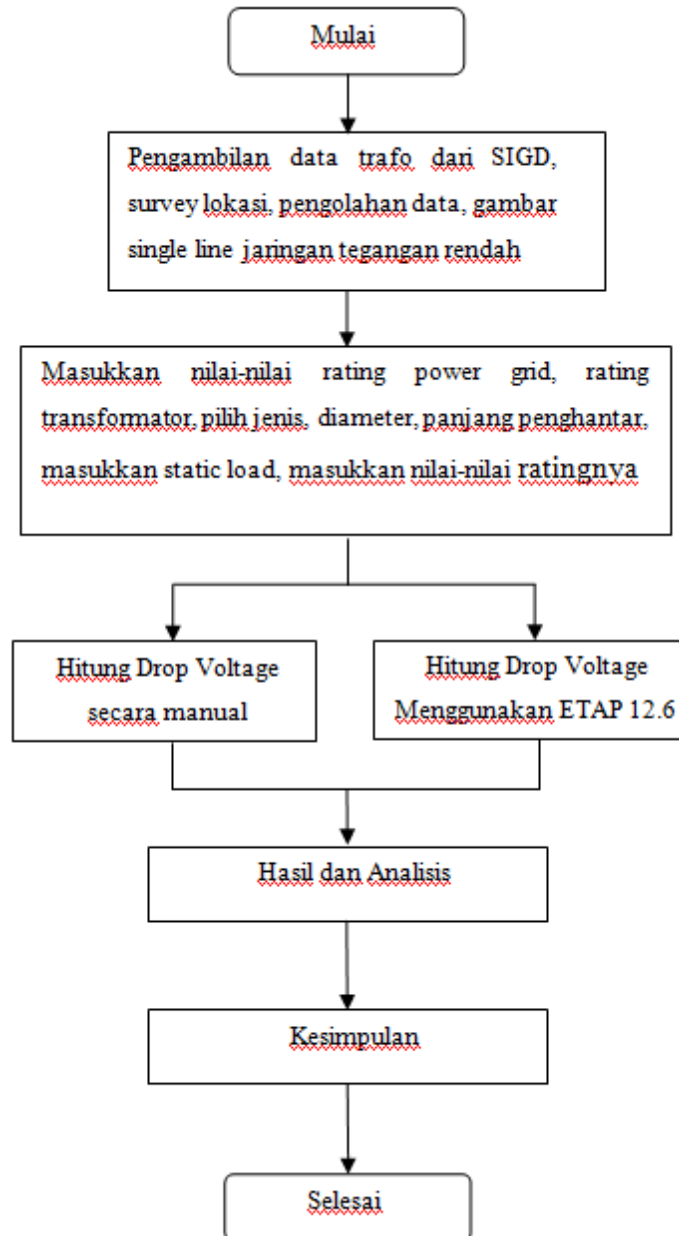 Mulai
Pengambilan data trafo dari SIGD,
survey lokasi, pengolahan data, gambar
single line jaringan tegangan rendah
Masukkan nilai-nilai rating power grid, rating
transformator, pilih jenis, diameter, panjang penghantar,
masukkan static load, masukkan nilai-nilai ratingnya
Hitung Drop Voltage
secara manual
Hitung Drop Voltage
Menggunakan ETAP 12.6
Hasil dan Analisis
Kesimpulan
Selesai